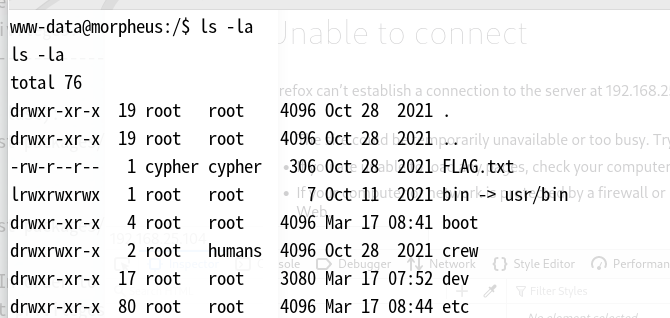 www-data@morpheus:/$ ls -la
ls -la
total 76
drwxr-xr-x  19 root   root    4096 Oct 28  2021 .
drwxr-xr-x  19 root   root    4096 Oct 28  2021 ..
-rw-r--r--   1 cypher cypher   306 Oct 28  2021 FLAG.txt
lrwxrwxrwx   1 root   root       7 Oct 11  2021 bin -> usr/bin
drwxr-xr-x   4 root   root    4096 Mar 17 08:41 boot
drwxrwxr-x   2 root   humans  4096 Oct 28  2021 crew
drwxr-xr-x  17 root   root    3080 Mar 17 07:52 dev
drwxr-xr-x  80 root   root    4096 Mar 17 08:44 etc
Unable to connect
refox can't establish a connection to the server at 192.168.2
temporarily unavailable or too busy. Try
check your computer
by a firewall or
Web
Debugger
Network
{} Style Editor
Performan
Filter Styles
No element selected